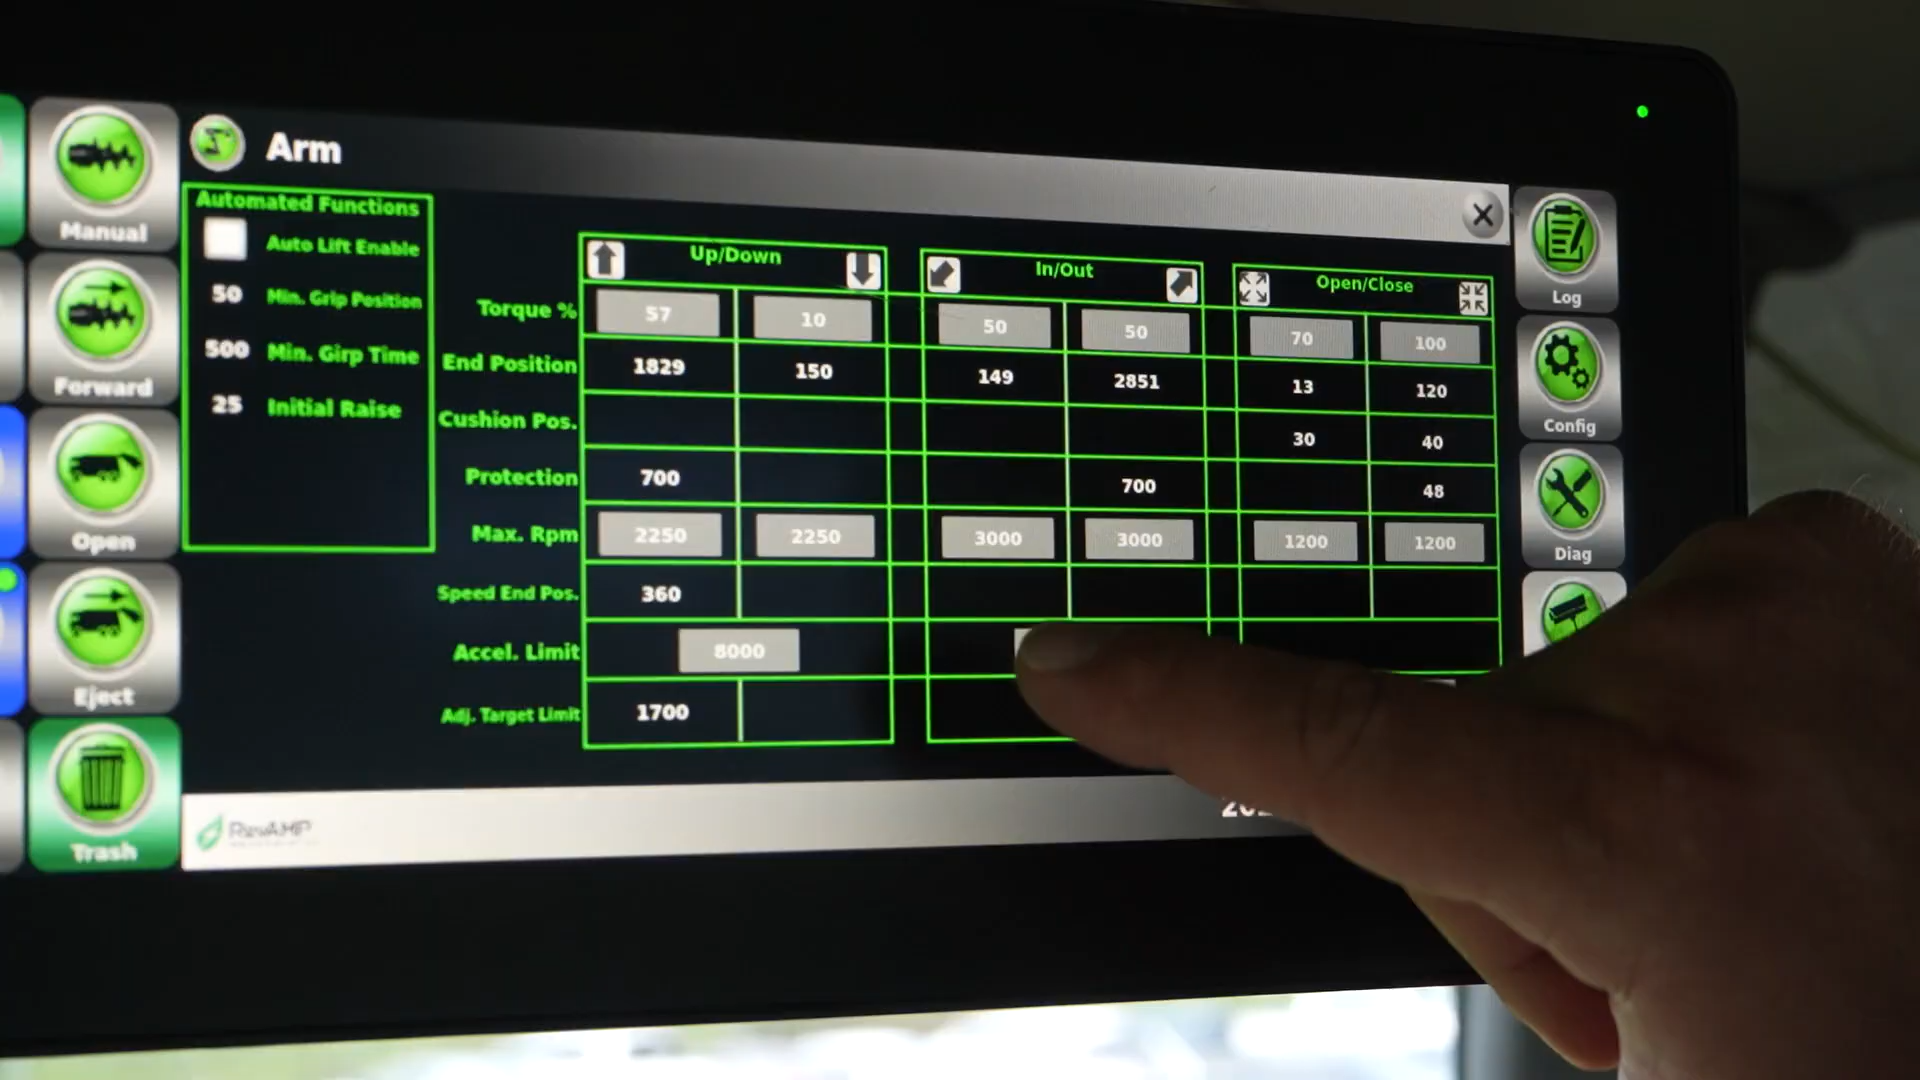 Arm
Manual
Forward
Open
Eject
Trash
Automated Functions
Auto Lift Enable
50 Min. Grip Position
500 Min. Girp Time
25 Initial Raise
Up/Down In/Out Open/Close
Torque % 57 10 50 50 70 100
End Position 1829 150 149 2851 13 120
Cushion Pos. 30 40
Protection 700 700 48
Max. Rpm 2250 2250 3000 3000 1200 1200
Speed End Pos. 360
Accel. Limit 8000
Adj. Target Limit 1700
Log
Config
Diag
RevAMP